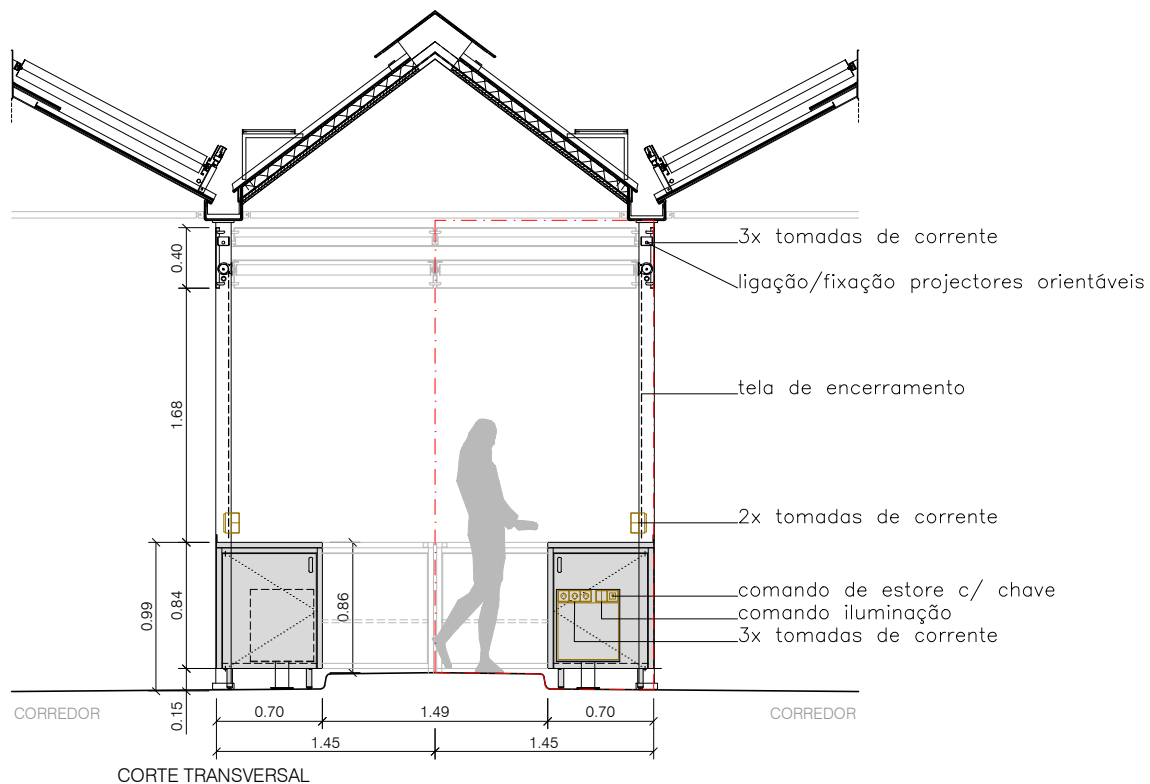 3x tomadas de corrente
0.40
ligação/fixação projectores orientáveis
tela de encerramento
1.68
2x tomadas de corrente
comando de estore c/ chave
comando iluminação
3x tomadas de corrente
0.99
0.84
0.86
0.15
CORREDOR
0.70
1.49
0.70
CORREDOR
1.45
1.45
CORTE TRANSVERSAL